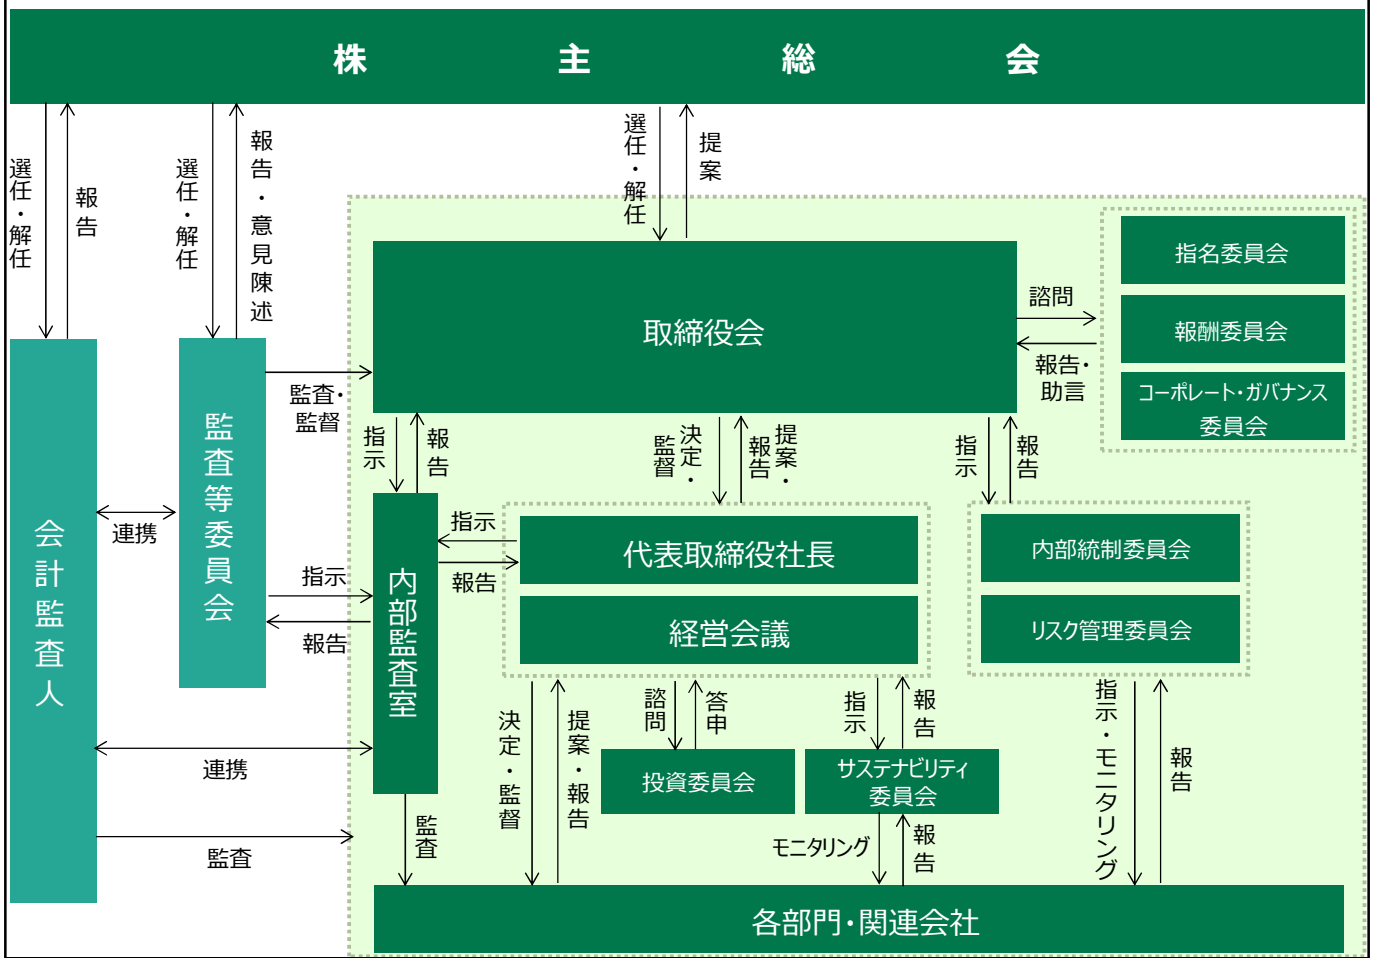 株主総会
選任・解任
報告
選任・解任
報告・意見陳述
選任・解任
提案
指名委員会
報酬委員会
コーポレート・ガバナンス
委員会
取締役会
諮問
報告・
助言
監査・
監督
指示
報告
決定・
監督
提案・
報告
指示
報告
会計監査人
監査等委員会
連携
指示
報告
連携
監査
内部監査室
指示
報告
代表取締役社長
経営会議
内部統制委員会
リスク管理委員会
決定・監督
提案・報告
諮問
答申
指示
報告
指示・モニタリング
報告
投資委員会
サステナビリティ
委員会
監査
モニタリング
報告
各部門・関連会社